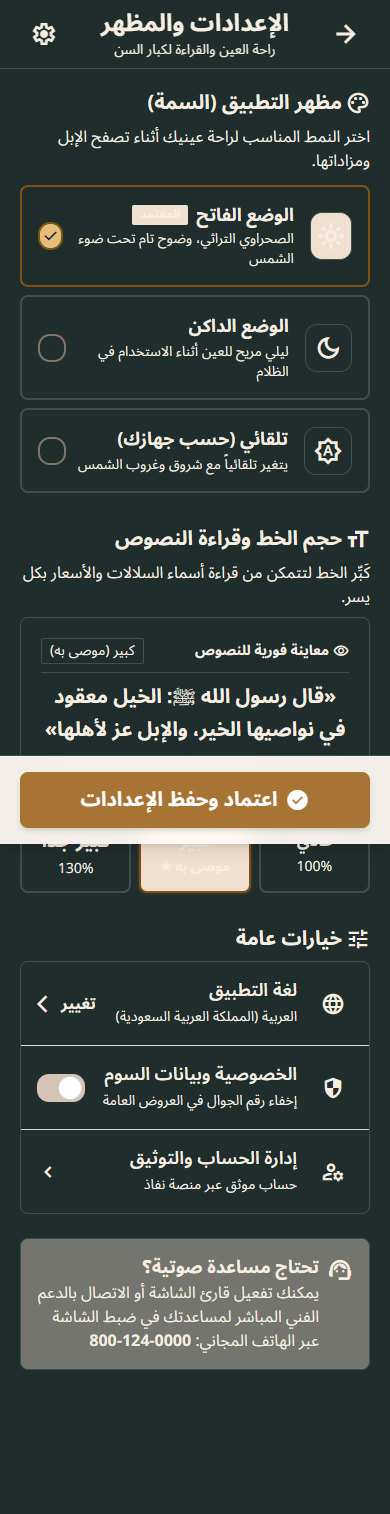 الإعدادات والمظهر
راحة العين والقراءة لكبار السن
مظهر التطبيق (السمة)
اختر النمط المناسب لراحة عينيك أثناء تصفح الإبل
ومزاداتها.
الوضع الفاتح المعتمد
الصحراوي التراثي، وضوح تام تحت ضوء
الشمس
الوضع الداكن
ليلي مريح للعين أثناء الاستخدام في
الظلام
تلقائي (حسب جهازك)
يتغير تلقائياً مع شروق وغروب الشمس
حجم الخط وقراءة النصوص
كَبِّر الخط لتتمكن من قراءة أسماء السلالات والأسعار بكل
يسر.
معاينة فورية للنصوص
كبير (موصى به)
«قال رسول الله ﷺ: الخيل معقود
في نواصيها الخير، والإبل عز لأهلها»
اعتماد وحفظ الإعدادات
100%
موصى به ★
130%
خيارات عامة
لغة التطبيق
العربية (المملكة العربية السعودية)
تغيير
الخصوصية وبيانات السوم
إخفاء رقم الجوال في العروض العامة
إدارة الحساب والتوثيق
حساب موثق عبر منصة نفاذ
تحتاج مساعدة صوتية؟
يمكنك تفعيل قارئ الشاشة أو الاتصال بالدعم
الفني المباشر لمساعدتك في ضبط الشاشة
عبر الهاتف المجاني: 800-124-0000